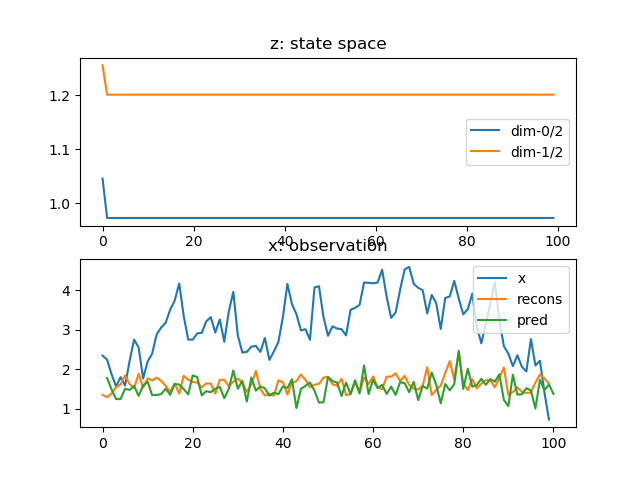 z: state space
1.2
1.1
1.0
dim-0/2
dim-1/2
0 20 40 60 80 100
x: observation
4
3
2
1
x
recons
pred
0 20 40 60 80 100